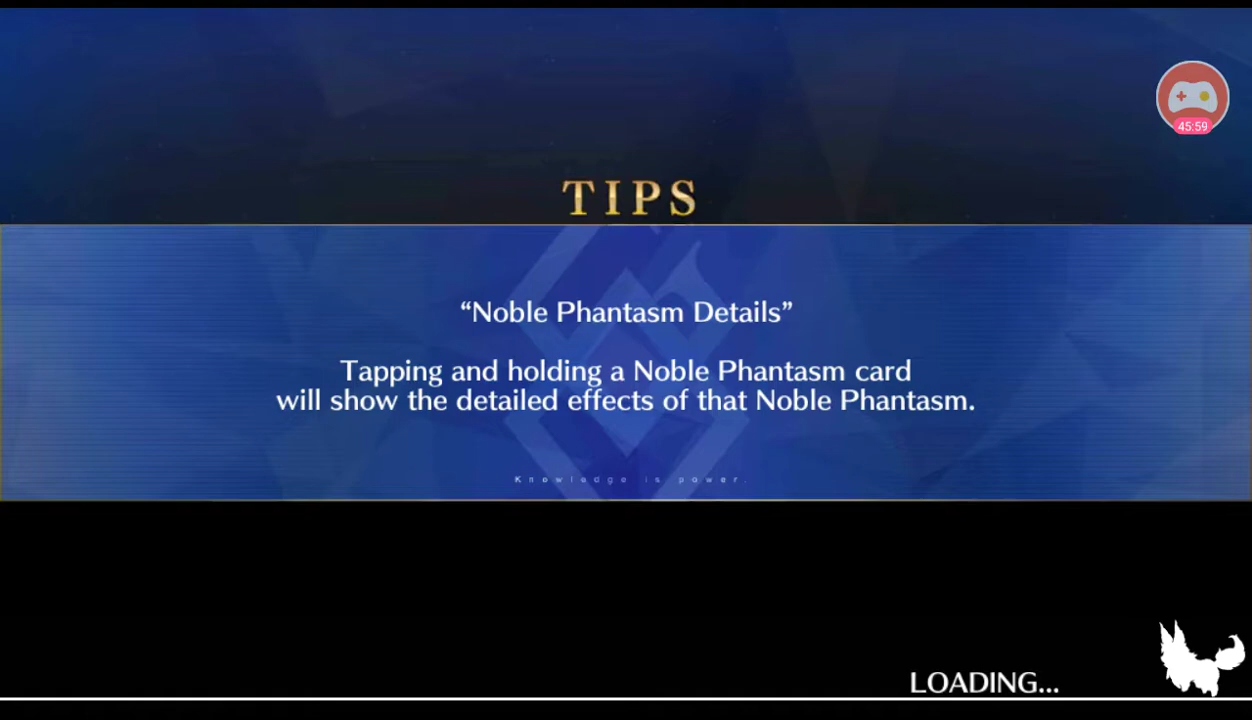 45:59
TIPS
“Noble Phantasm Details”
Tapping and holding a Noble Phantasm card
will show the detailed effects of that Noble Phantasm.
Knowledge is power.
LOADING...